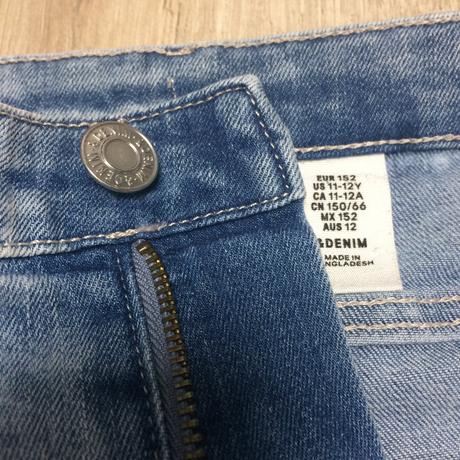 EUR 152
US 11-12Y
CA 11-12A
CN 150/66
MX 152
AUS 12
&DENIM
MADE IN
BANGLADESH